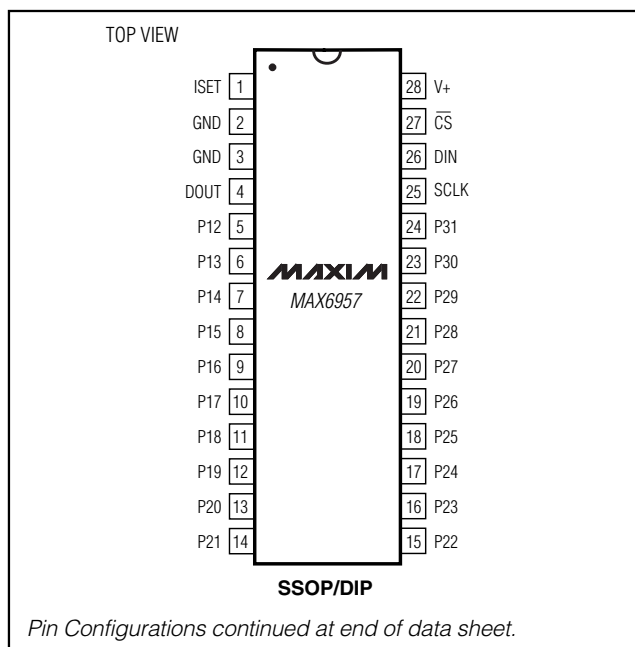 TOP VIEW
ISET 1 28 V+
GND 2 27 CS
GND 3 26 DIN
DOUT 4 25 SCLK
P12 5 24 P31
P13 6 23 P30
MAXIM
P14 7 22 P29
MAX6957
P15 8 21 P28
P16 9 20 P27
P17 10 19 P26
P18 11 18 P25
P19 12 17 P24
P20 13 16 P23
P21 14 15 P22
SSOP/DIP
Pin Configurations continued at end of data sheet.